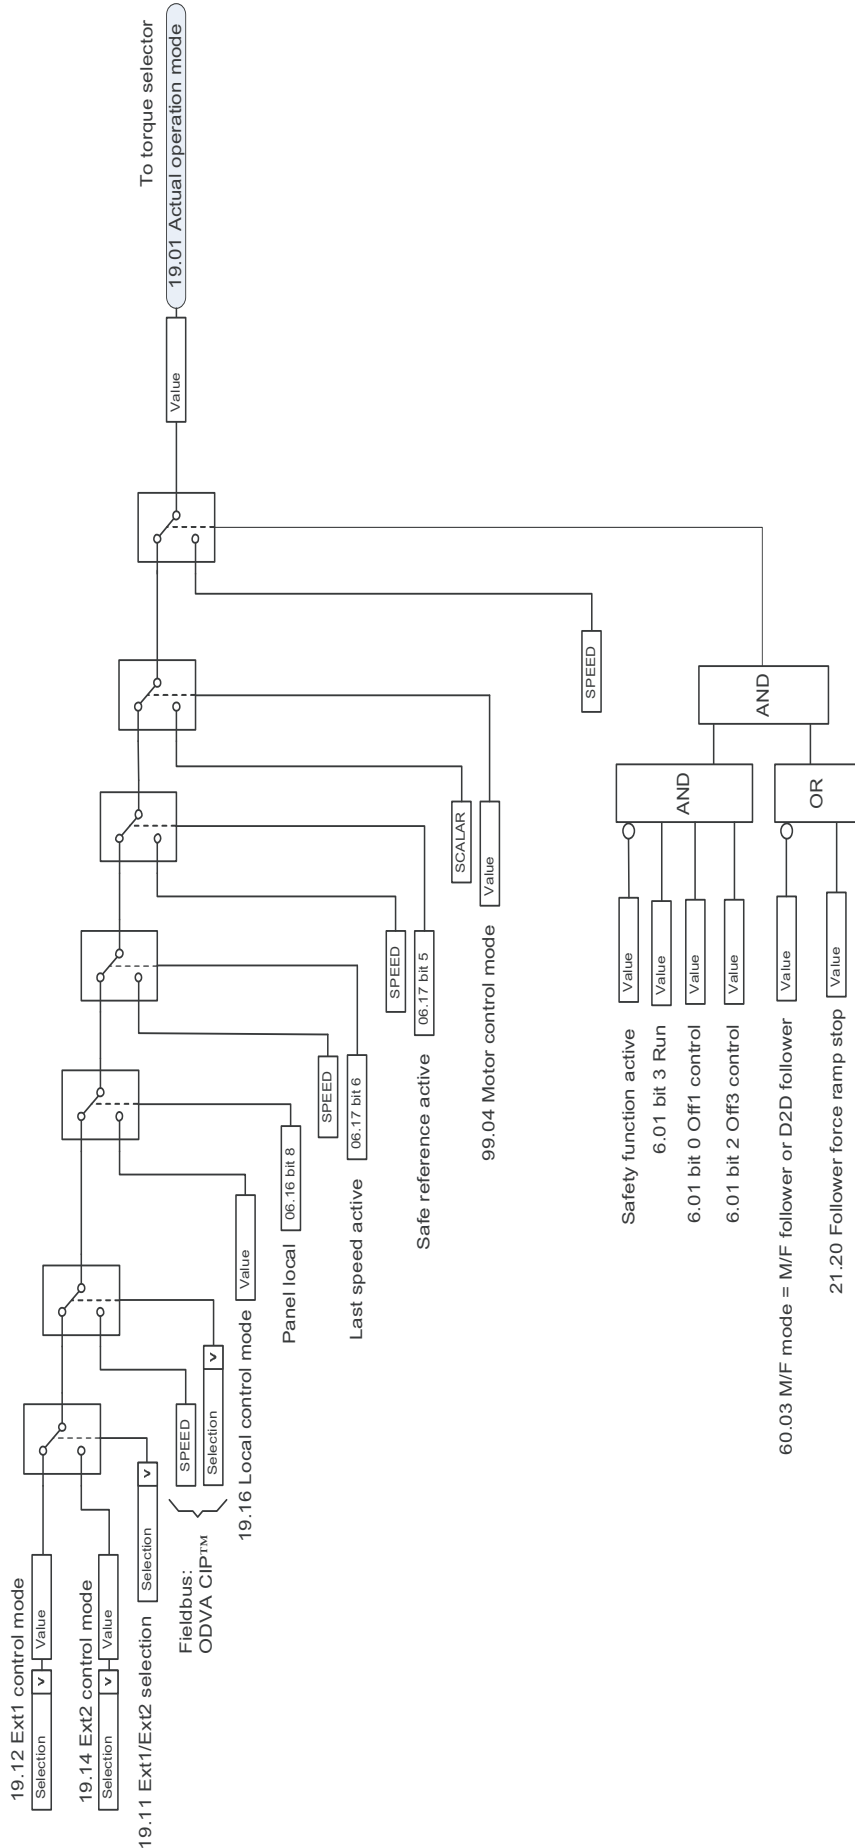 19.12 Ext1 control mode
Selection
v
Value
19.14 Ext2 control mode
Selection
v
Value
19.11 Ext1/Ext2 selection
Selection
v
Fieldbus:
ODVA CIP™
SPEED
Selection
v
19.16 Local control mode
Value
Panel local
06.16 bit 8
SPEED
Last speed active
06.17 bit 6
SPEED
Safe reference active
06.17 bit 5
SCALAR
99.04 Motor control mode
Value
SPEED
Safety function active
Value
6.01 bit 3 Run
Value
6.01 bit 0 Off1 control
Value
6.01 bit 2 Off3 control
Value
AND
60.03 M/F mode = M/F follower or D2D follower
Value
21.20 Follower force ramp stop
Value
OR
AND
Value
To torque selector
19.01 Actual operation mode